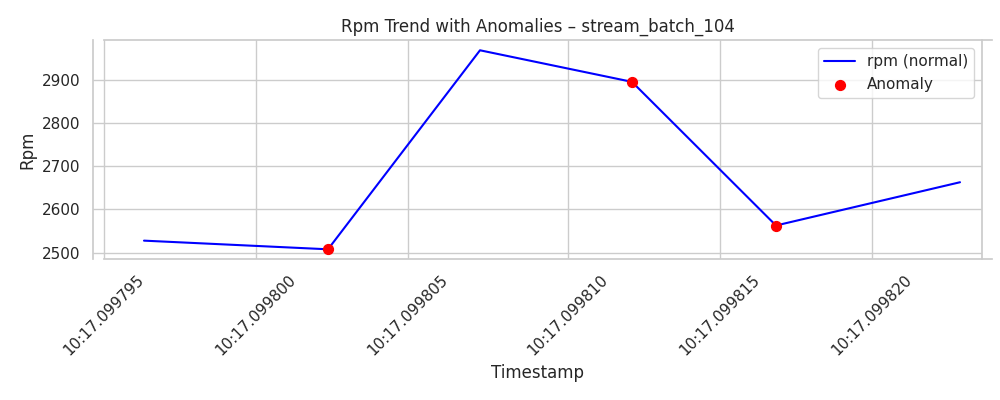 Rpm Trend with Anomalies – stream_batch_104
rpm (normal)
Anomaly
Rpm
2900
2800
2700
2600
2500
10:17.099795
10:17.099800
10:17.099805
10:17.099810
10:17.099815
10:17.099820
Timestamp